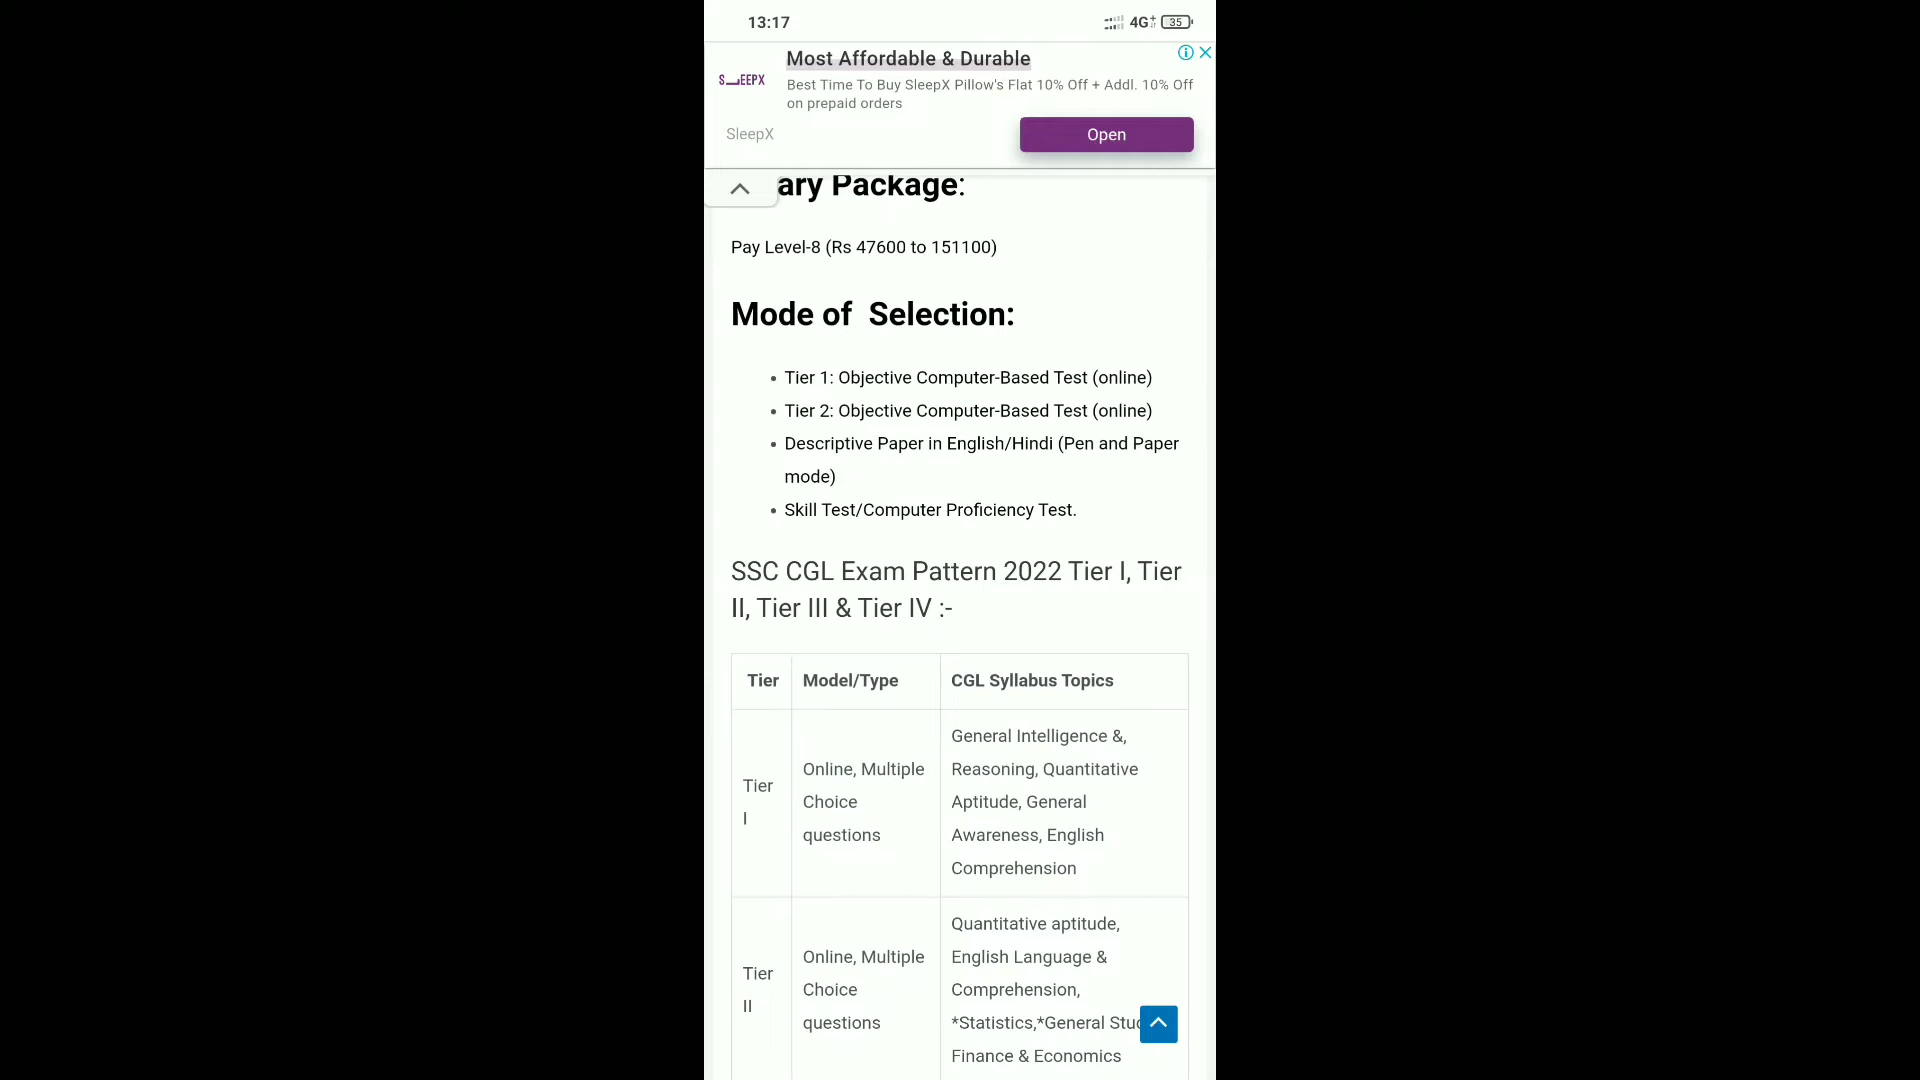 13:17
4G+ 35
Most Affordable & Durable
Best Time To Buy SleepX Pillow's Flat 10% Off + Addl. 10% Off
on prepaid orders
SleepX
Open
ary Package:
Pay Level-8 (Rs 47600 to 151100)
Mode of Selection:
• Tier 1: Objective Computer-Based Test (online)
• Tier 2: Objective Computer-Based Test (online)
• Descriptive Paper in English/Hindi (Pen and Paper
mode)
• Skill Test/Computer Proficiency Test.
SSC CGL Exam Pattern 2022 Tier I, Tier
II, Tier III & Tier IV :-
Tier Model/Type CGL Syllabus Topics
Tier
I
Online, Multiple
Choice
questions
General Intelligence &,
Reasoning, Quantitative
Aptitude, General
Awareness, English
Comprehension
Tier
II
Online, Multiple
Choice
questions
Quantitative aptitude,
English Language &
Comprehension,
*Statistics,*General
Finance & Economics